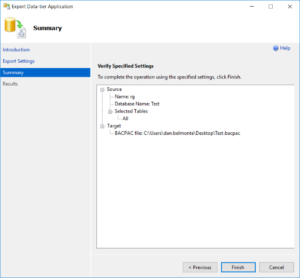 Export Data-tier Application
Summary
Introduction
Export Settings
Summary
Results
Help
Verify Specified Settings
To complete the operation using the specified settings, click Finish.
Source
Name: rg
Database Name: Test
Selected Tables
All
Target
BACPAC file: C:\Users\dan.belmonte\Desktop\Test.bacpac
< Previous
Finish
Cancel